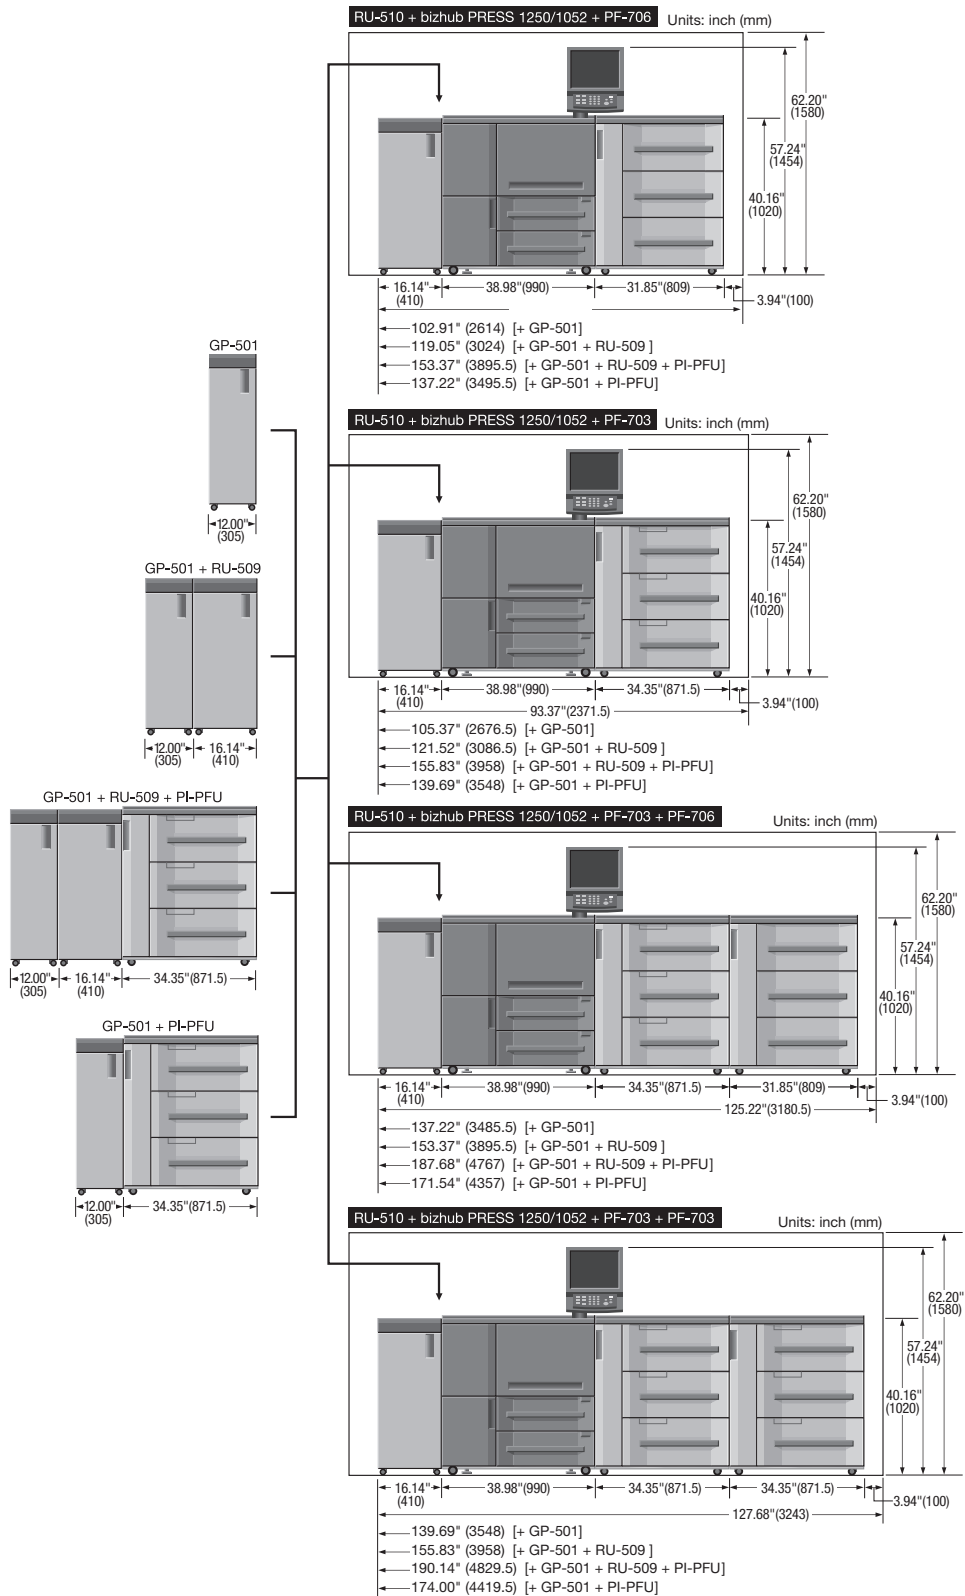 RU-510 + bizhub PRESS 1250/1052 + PF-706
Units: inch (mm)
62.20"
(1580)
57.24"
(1454)
40.16"
(1020)
16.14"
(410)
38.98"(990)
31.85"(809)
3.94"(100)
102.91" (2614) [+ GP-501]
119.05" (3024) [+ GP-501 + RU-509 ]
153.37" (3895.5) [+ GP-501 + RU-509 + PI-PFU]
137.22" (3495.5) [+ GP-501 + PI-PFU]
GP-501
12.00"
(305)
GP-501 + RU-509
12.00"
(305)
16.14"
(410)
GP-501 + RU-509 + PI-PFU
12.00"
(305)
16.14"
(410)
34.35"(871.5)
GP-501 + PI-PFU
12.00"
(305)
34.35"(871.5)
RU-510 + bizhub PRESS 1250/1052 + PF-703
Units: inch (mm)
62.20"
(1580)
57.24"
(1454)
40.16"
(1020)
16.14"
(410)
38.98"(990)
34.35"(871.5)
3.94"(100)
93.37"(2371.5)
105.37" (2676.5) [+ GP-501]
121.52" (3086.5) [+ GP-501 + RU-509 ]
155.83" (3958) [+ GP-501 + RU-509 + PI-PFU]
139.69" (3548) [+ GP-501 + PI-PFU]
RU-510 + bizhub PRESS 1250/1052 + PF-703 + PF-706
Units: inch (mm)
62.20"
(1580)
57.24"
(1454)
40.16"
(1020)
16.14"
(410)
38.98"(990)
34.35"(871.5)
31.85"(809)
3.94"(100)
125.22"(3180.5)
137.22" (3485.5) [+ GP-501]
153.37" (3895.5) [+ GP-501 + RU-509 ]
187.68" (4767) [+ GP-501 + RU-509 + PI-PFU]
171.54" (4357) [+ GP-501 + PI-PFU]
RU-510 + bizhub PRESS 1250/1052 + PF-703 + PF-703
Units: inch (mm)
62.20"
(1580)
57.24"
(1454)
40.16"
(1020)
16.14"
(410)
38.98"(990)
34.35"(871.5)
34.35"(871.5)
3.94"(100)
127.68"(3243)
139.69" (3548) [+ GP-501]
155.83" (3958) [+ GP-501 + RU-509 ]
190.14" (4829.5) [+ GP-501 + RU-509 + PI-PFU]
174.00" (4419.5) [+ GP-501 + PI-PFU]